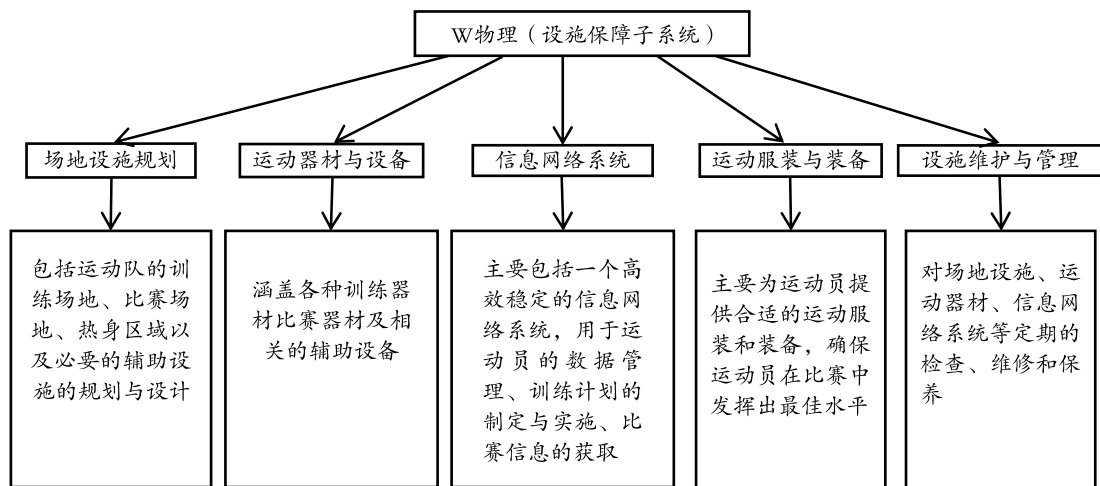 W物理（设施保障子系统）
场地设施规划
运动器材与设备
信息网络系统
运动服装与装备
设施维护与管理
包括运动队的训
练场地、比赛场
地、热身区域以
及必要的辅助设
施的规划与设计
涵盖各种训练器
材比赛器材及相
关的辅助设备
主要包括一个高
效稳定的信息网
络系统，用于运
动员的数据管
理、训练计划的
制定与实施、比
赛信息的获取
主要为运动员提
供合适的运动服
装和装备，确保
运动员在比赛中
发挥出最佳水平
对场地设施、运
动器材、信息网
络系统等定期的
检查、维修和保
养